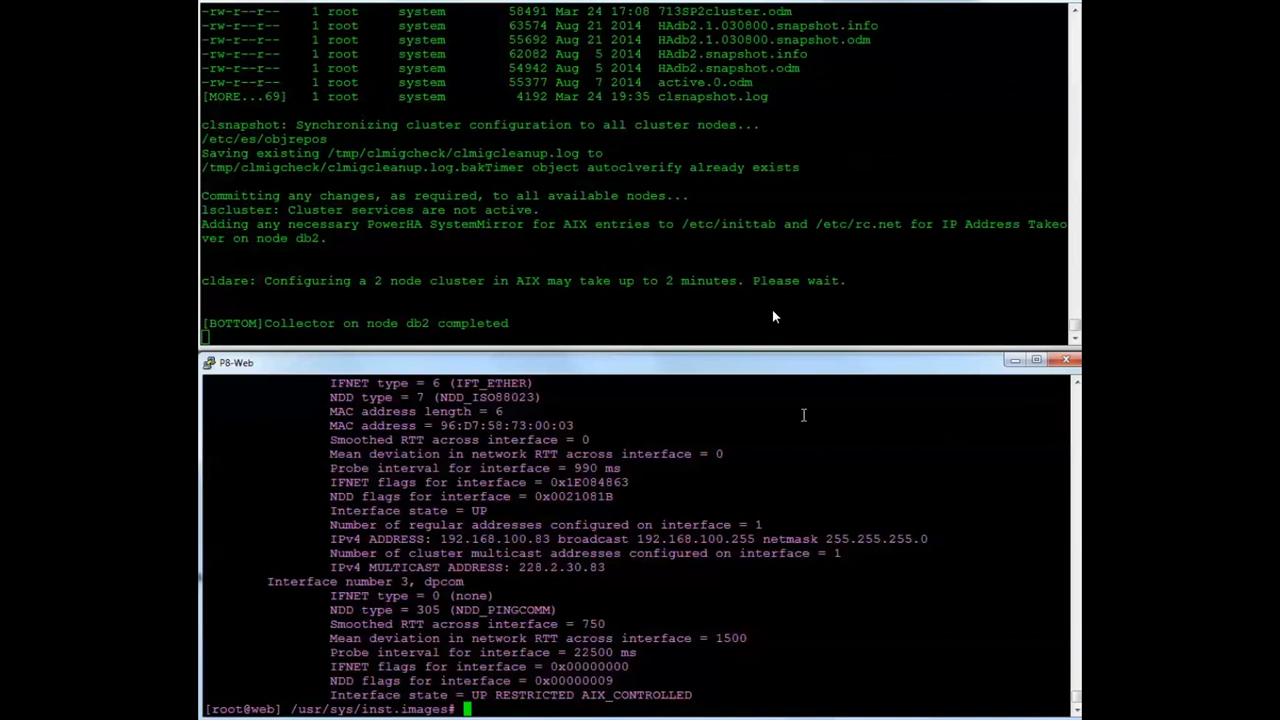 -rw-r--r-- 1 root system 58491 Mar 24 17:08 713SP2cluster.odm
-rw-r--r-- 1 root system 63574 Aug 21 2014 HAdb2.1.030800.snapshot.info
-rw-r--r-- 1 root system 55692 Aug 21 2014 HAdb2.1.030800.snapshot.odm
-rw-r--r-- 1 root system 62082 Aug 5 2014 HAdb2.snapshot.info
-rw-r--r-- 1 root system 54942 Aug 5 2014 HAdb2.snapshot.odm
-rw-r--r-- 1 root system 55377 Aug 7 2014 active.0.odm
[MORE...69] 1 root system 4192 Mar 24 19:35 clsnapshot.log
clsnapshot: Synchronizing cluster configuration to all cluster nodes...
/etc/es/objrepos
Saving existing /tmp/clmigcheck/clmigcleanup.log to
/tmp/clmigcheck/clmigcleanup.log.bakTimer object autoclverify already exists
Committing any changes, as required, to all available nodes...
lscluster: Cluster services are not active.
Adding any necessary PowerHA SystemMirror for AIX entries to /etc/inittab and /etc/rc.net for IP Address Takeo
ver on node db2.
cldare: Configuring a 2 node cluster in AIX may take up to 2 minutes. Please wait.
[BOTTOM]Collector on node db2 completed
P8-Web
IFNET type = 6 (IFT_ETHER)
NDD type = 7 (NDD_ISO88023)
MAC address length = 6
MAC address = 96:D7:58:73:00:03
Smoothed RTT across interface = 0
Mean deviation in network RTT across interface = 0
Probe interval for interface = 990 ms
IFNET flags for interface = 0x1E084863
NDD flags for interface = 0x0021081B
Interface state = UP
Number of regular addresses configured on interface = 1
IPv4 ADDRESS: 192.168.100.83 broadcast 192.168.100.255 netmask 255.255.255.0
Number of cluster multicast addresses configured on interface = 1
IPv4 MULTICAST ADDRESS: 228.2.30.83
Interface number 3, dpcom
IFNET type = 0 (none)
NDD type = 305 (NDD_PINGCOMM)
Smoothed RTT across interface = 750
Mean deviation in network RTT across interface = 1500
Probe interval for interface = 22500 ms
IFNET flags for interface = 0x00000000
NDD flags for interface = 0x00000009
Interface state = UP RESTRICTED AIX_CONTROLLED
[root@web] /usr/sys/inst.images#